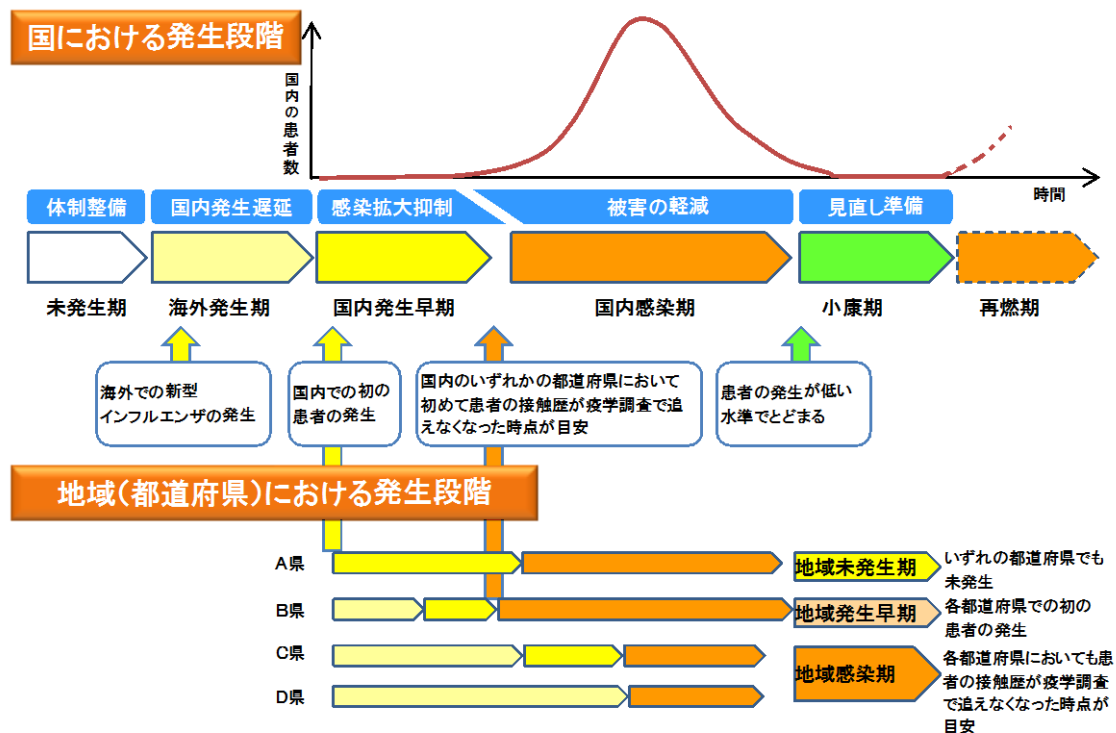 国における発生段階
国内の患者数
時間
体制整備
国内発生遅延
感染拡大抑制
被害の軽減
見直し準備
未発生期
海外発生期
国内発生早期
国内感染期
小康期
再燃期
海外での新型
インフルエンザの発生
国内での初の
患者の発生
国内のいずれかの都道府県において
初めて患者の接触歴が疫学調査で追
えなくなった時点が目安
患者の発生が低い
水準でとどまる
地域(都道府県)における発生段階
A県
地域未発生期
いずれの都道府県でも
未発生
B県
地域発生早期
各都道府県での初の
患者の発生
C県
地域感染期
各都道府県においても患
者の接触歴が疫学調査
で追えなくなった時点が
目安
D県